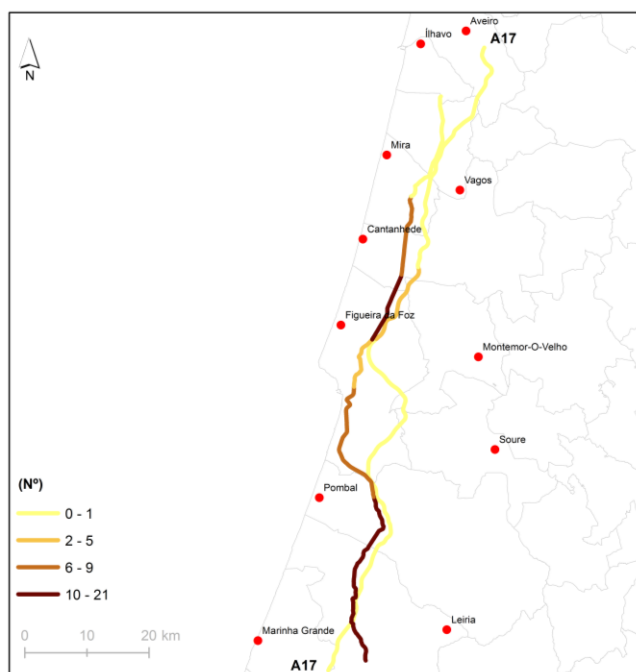 Aveiro
Ílhavo
A17
N
Mira
Vagos
Cantanhede
Figueira da Foz
Montemor-O-Velho
Soure
(Nº)
Pombal
0 - 1
2 - 5
6 - 9
10 - 21
Leiria
Marinha Grande
0 10 20 km
A17